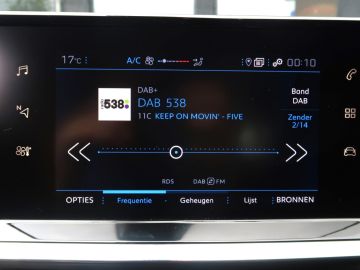 17°C A/C 00:10
DAB+
538 DAB 538 Band DAB
11C KEEP ON MOVIN' - FIVE Zender 2/14
N
RDS DAB FM
OPTIES Frequentie Geheugen Lijst BRONNEN